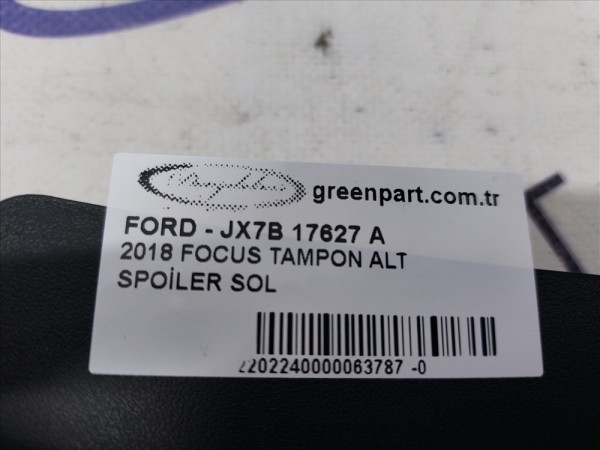 greenpart.com.tr
FORD - JX7B 17627 A
2018 FOCUS TAMPON ALT
SPOİLER SOL
2202240000063787 -0